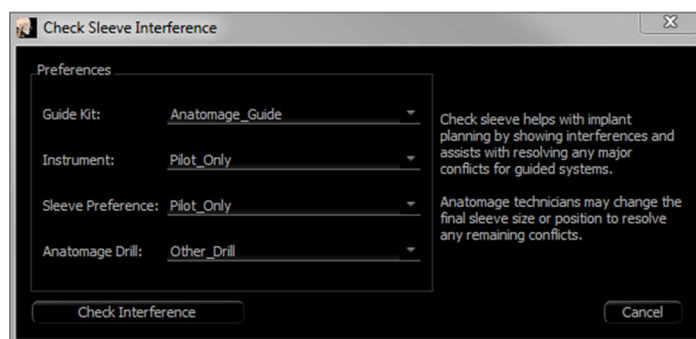 Check Sleeve Interference
Preferences
Guide Kit: Anatomage_Guide
Instrument: Pilot_Only
Sleeve Preference: Pilot_Only
Anatomage Drill: Other_Drill
Check sleeve helps with implant
planning by showing interferences and
assists with resolving any major
conflicts for guided systems.
Anatomage technicians may change the
final sleeve size or position to resolve
any remaining conflicts.
Check Interference
Cancel